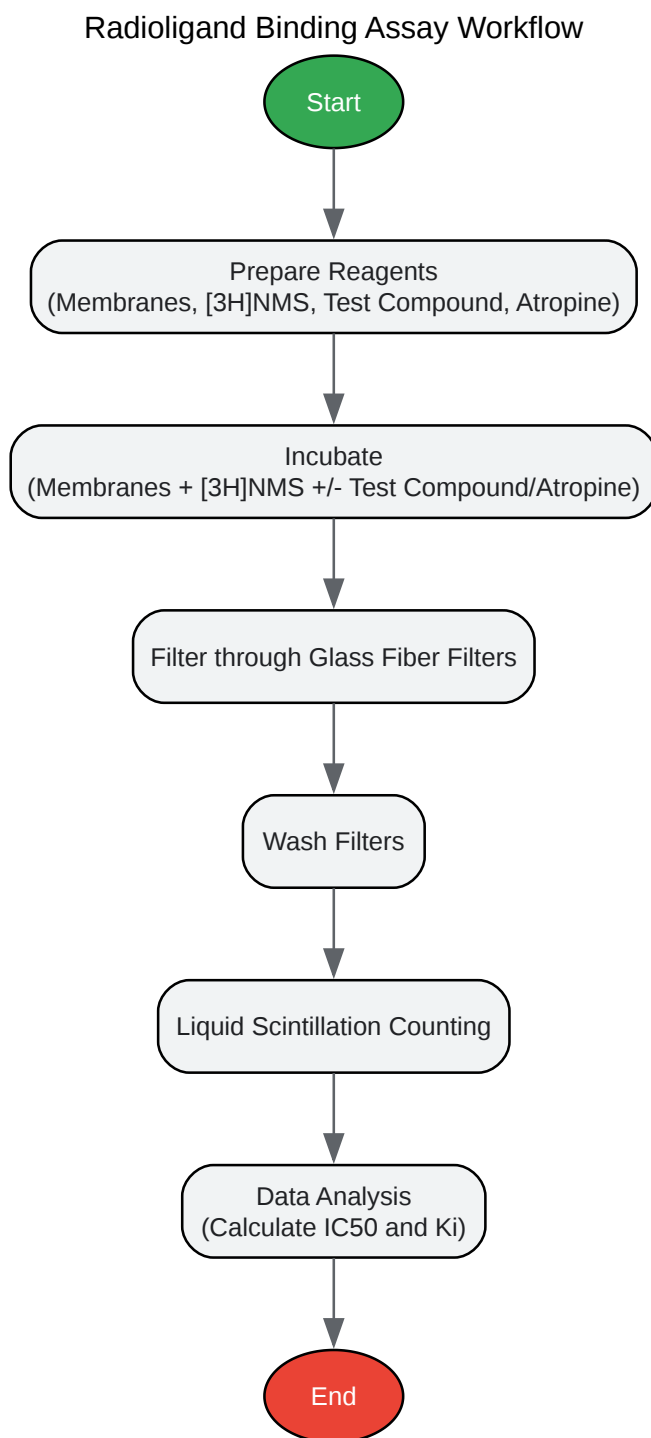 Radioligand Binding Assay Workflow
Start
Prepare Reagents
(Membranes, [3H]NMS, Test Compound, Atropine)
Incubate
(Membranes + [3H]NMS +/- Test Compound/Atropine)
Filter through Glass Fiber Filters
Wash Filters
Liquid Scintillation Counting
Data Analysis
(Calculate IC50 and Ki)
End